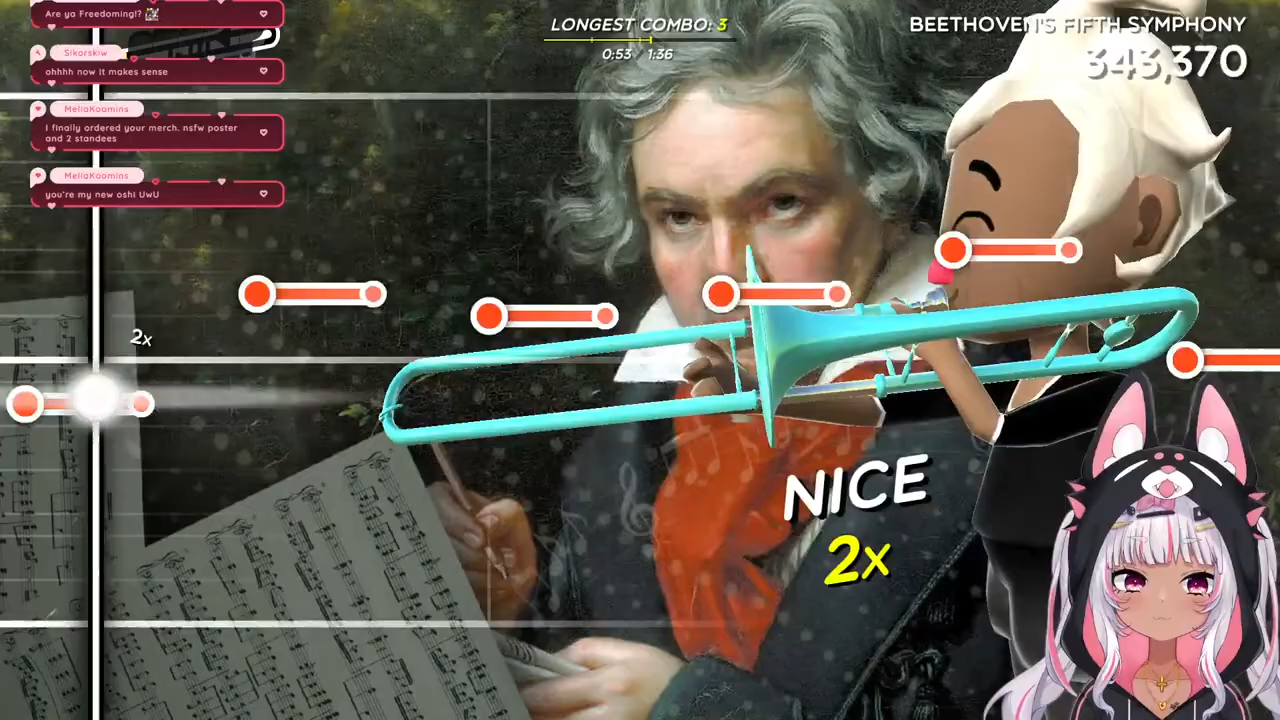 Are ya Freedoming!?
Sikorskiw
ohhhh now it makes sense
MeliaKoamins
I finally ordered your merch. nsfw poster
and 2 standees
MeliaKoamins
you're my new oshi UwU
LONGEST COMBO: 3
0:53 / 1:36
BEETHOVEN'S FIFTH SYMPHONY
343,370
2x
NICE
2x